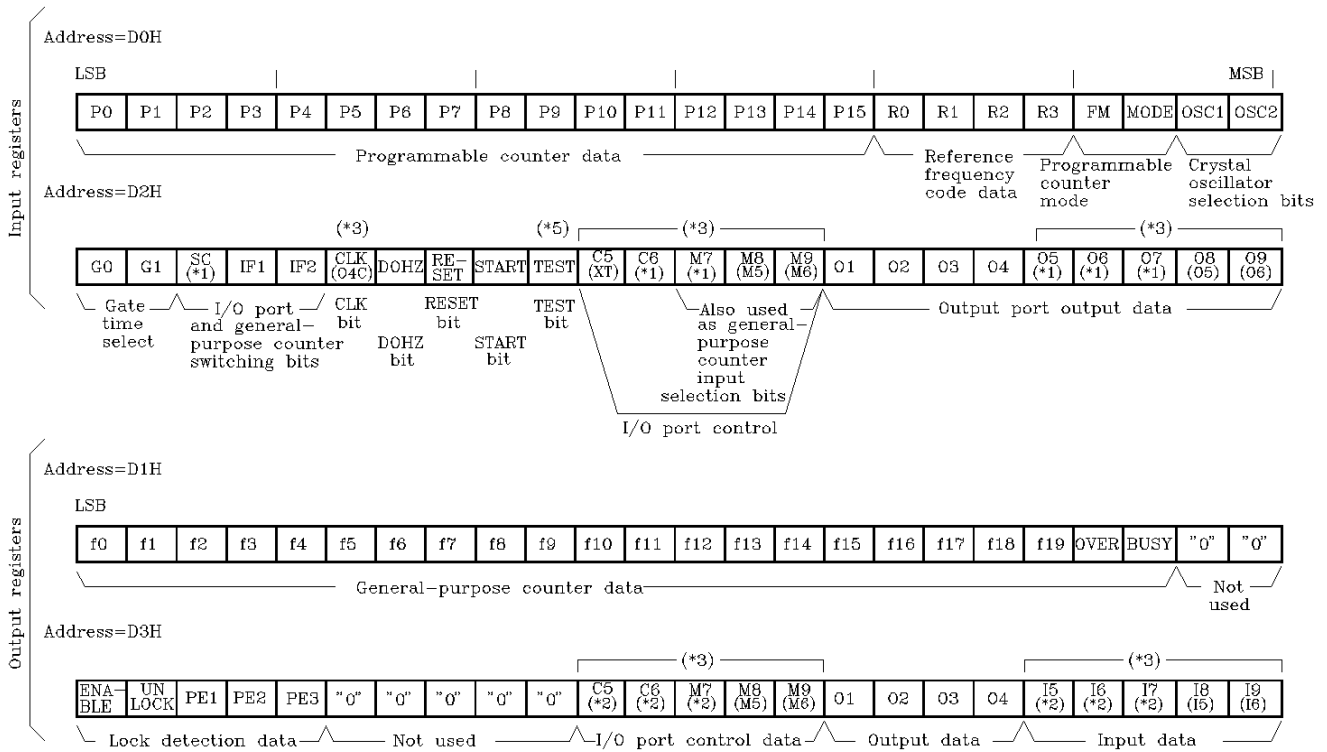 Input registers
Address=D0H
LSB MSB
P0 P1 P2 P3 P4 P5 P6 P7 P8 P9 P10 P11 P12 P13 P14 P15 R0 R1 R2 R3 FM MODE OSC1 OSC2
Programmable counter data
Reference
frequency
code data
Programmable
counter
mode
Crystal
oscillator
selection bits
Address=D2H
(*3) (*5) (*3) (*3)
G0 G1 SC (*1) IF1 IF2 CLK (04C) DOHZ RE-SET START TEST C5 (XT) C6 (*1) M7 (*1) M8 (M5) M9 (M6) O1 O2 O3 O4 O5 (*1) O6 (*1) O7 (*1) O8 (O5) O9 (O6)
Gate
time
select
I/O port
and general-
purpose counter
switching bits
CLK
bit
DOHZ
bit
RESET
bit
START
bit
TEST
bit
Also used
as general-
purpose
counter
input
selection bits
I/O port control
Output port output data
Output registers
Address=D1H
LSB
f0 f1 f2 f3 f4 f5 f6 f7 f8 f9 f10 f11 f12 f13 f14 f15 f16 f17 f18 f19 OVER BUSY "0" "0"
General-purpose counter data
Not
used
Address=D3H
(*3) (*3)
ENA-BLE UN LOCK PE1 PE2 PE3 "0" "0" "0" "0" "0" C5 (*2) C6 (*2) M7 (*2) M8 (M5) M9 (M6) O1 O2 O3 O4 I5 (*2) I6 (*2) I7 (*2) I8 (I5) I9 (I6)
Lock detection data
Not used
I/O port control data
Output data
Input data